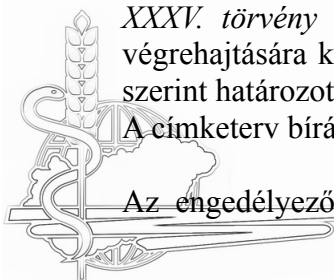 XXXV. törvény
végrehajtására k
szerint határozot
A címketerv bírá
Az engedélyező